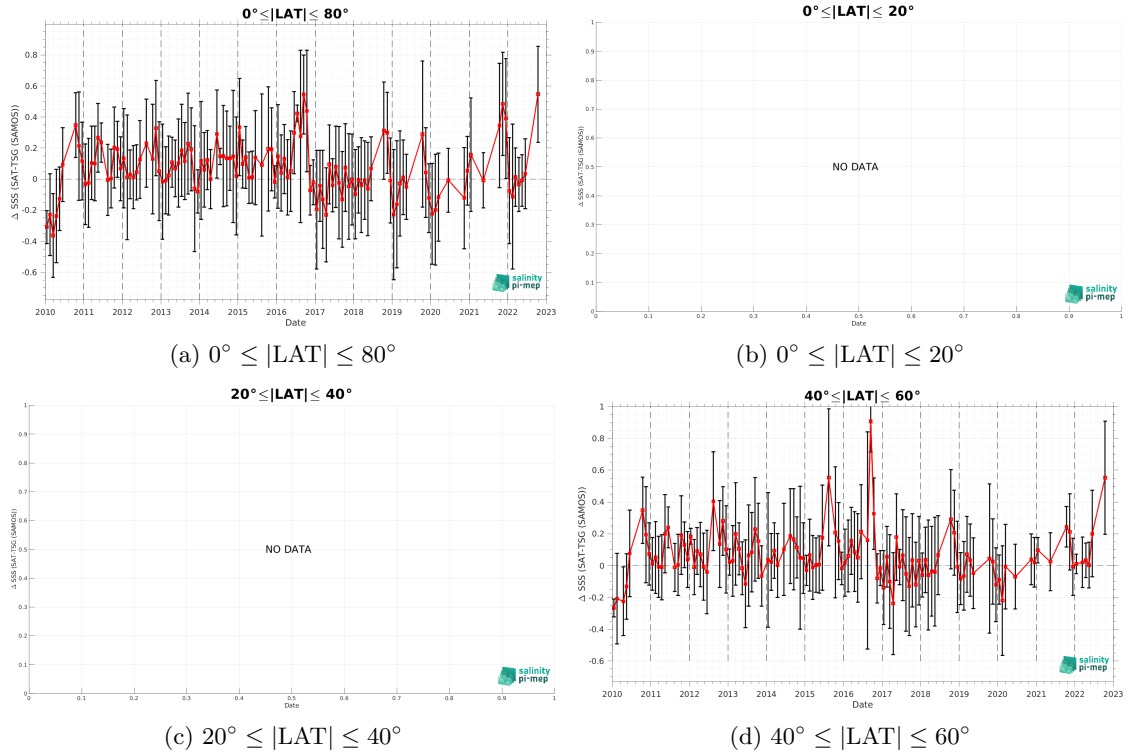 0°≤|LAT|≤ 80°
Δ SSS (SAT-TSG (SAMOS))
0.8
0.6
0.4
0.2
0
-0.2
-0.4
-0.6
2010 2011 2012 2013 2014 2015 2016 2017 2018 2019 2020 2021 2022 2023
Date
salinity
pi-mep
(a) 0° ≤ |LAT| ≤ 80°
0°≤|LAT|≤ 20°
Δ SSS (SAT-TSG (SAMOS))
1
0.9
0.8
0.7
0.6
0.5
0.4
0.3
0.2
0.1
0
NO DATA
0 0.1 0.2 0.3 0.4 0.5 0.6 0.7 0.8 0.9 1
Date
salinity
pi-mep
(b) 0° ≤ |LAT| ≤ 20°
20°≤|LAT|≤ 40°
Δ SSS (SAT-TSG (SAMOS))
1
0.9
0.8
0.7
0.6
0.5
0.4
0.3
0.2
0.1
0
NO DATA
0 0.1 0.2 0.3 0.4 0.5 0.6 0.7 0.8 0.9 1
Date
salinity
pi-mep
(c) 20° ≤ |LAT| ≤ 40°
40°≤|LAT|≤ 60°
Δ SSS (SAT-TSG (SAMOS))
1
0.8
0.6
0.4
0.2
0
-0.2
-0.4
-0.6
2010 2011 2012 2013 2014 2015 2016 2017 2018 2019 2020 2021 2022 2023
Date
salinity
pi-mep
(d) 40° ≤ |LAT| ≤ 60°